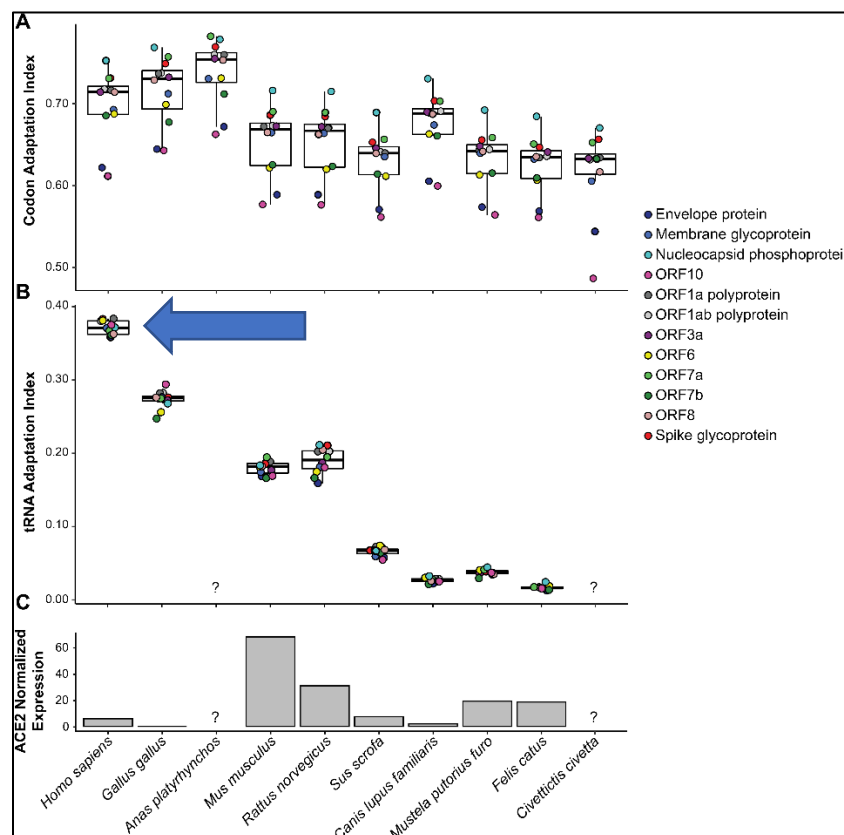 A
Codon Adaptation Index
0.70
0.60
0.50
Envelope protein
Membrane glycoprotein
Nucleocapsid phosphoprotei
ORF10
ORF1a polyprotein
ORF1ab polyprotein
ORF3a
ORF6
ORF7a
ORF7b
ORF8
Spike glycoprotein
B
tRNA Adaptation Index
0.40
0.30
0.20
0.10
0.00
?
?
C
ACE2 Normalized
Expression
60
40
20
0
?
?
Homo sapiens
Gallus gallus
Anas platyrhynchos
Mus musculus
Rattus norvegicus
Sus scrofa
Canis lupus familiaris
Mustela putorius furo
Felis catus
Civettictis civetta